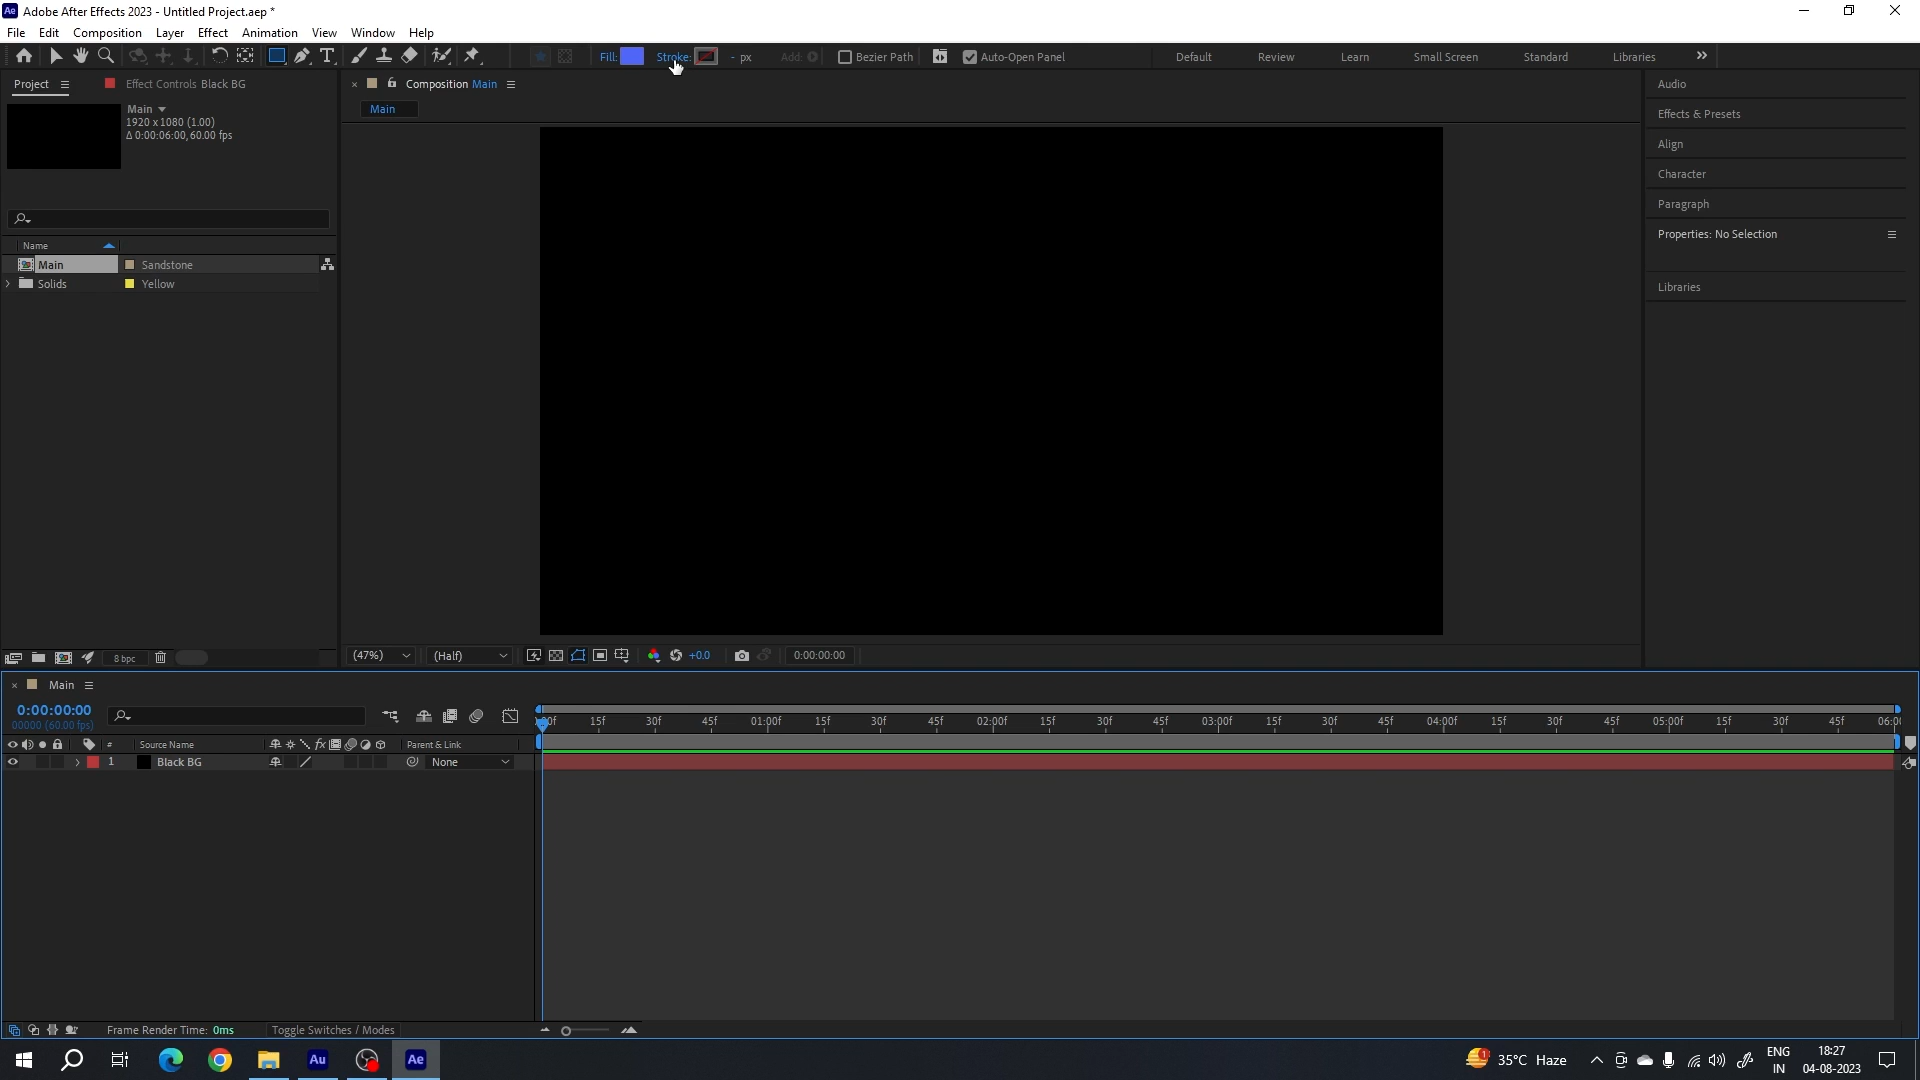 Ae Adobe After Effects 2023 - Untitled Project.aep *
File Edit Composition Layer Effect Animation View Window Help
Fill: Stroke: - px Add: Bezier Path Auto-Open Panel Default Review Learn Small Screen Standard Libraries
Project Effect Controls Black BG
Composition Main
Main
Main
1920 x 1080 (1.00)
Δ 0:00:06:00, 60.00 fps
Name
Main Sandstone
Solids Yellow
8 bpc
(47%) (Half) +0.0 0:00:00:00
Audio
Effects & Presets
Align
Character
Paragraph
Properties: No Selection
Libraries
Main
0:00:00:00
00000 (60.00 fps)
15f 30f 45f 01:00f 15f 30f 45f 02:00f 15f 30f 45f 03:00f 15f 30f 45f 04:00f 15f 30f 45f 05:00f 15f 30f 45f
# Source Name fx Parent & Link
1 Black BG None
Frame Render Time: 0ms Toggle Switches / Modes
Au Ae 1 35°C Haze ENG IN 18:27 04-08-2023